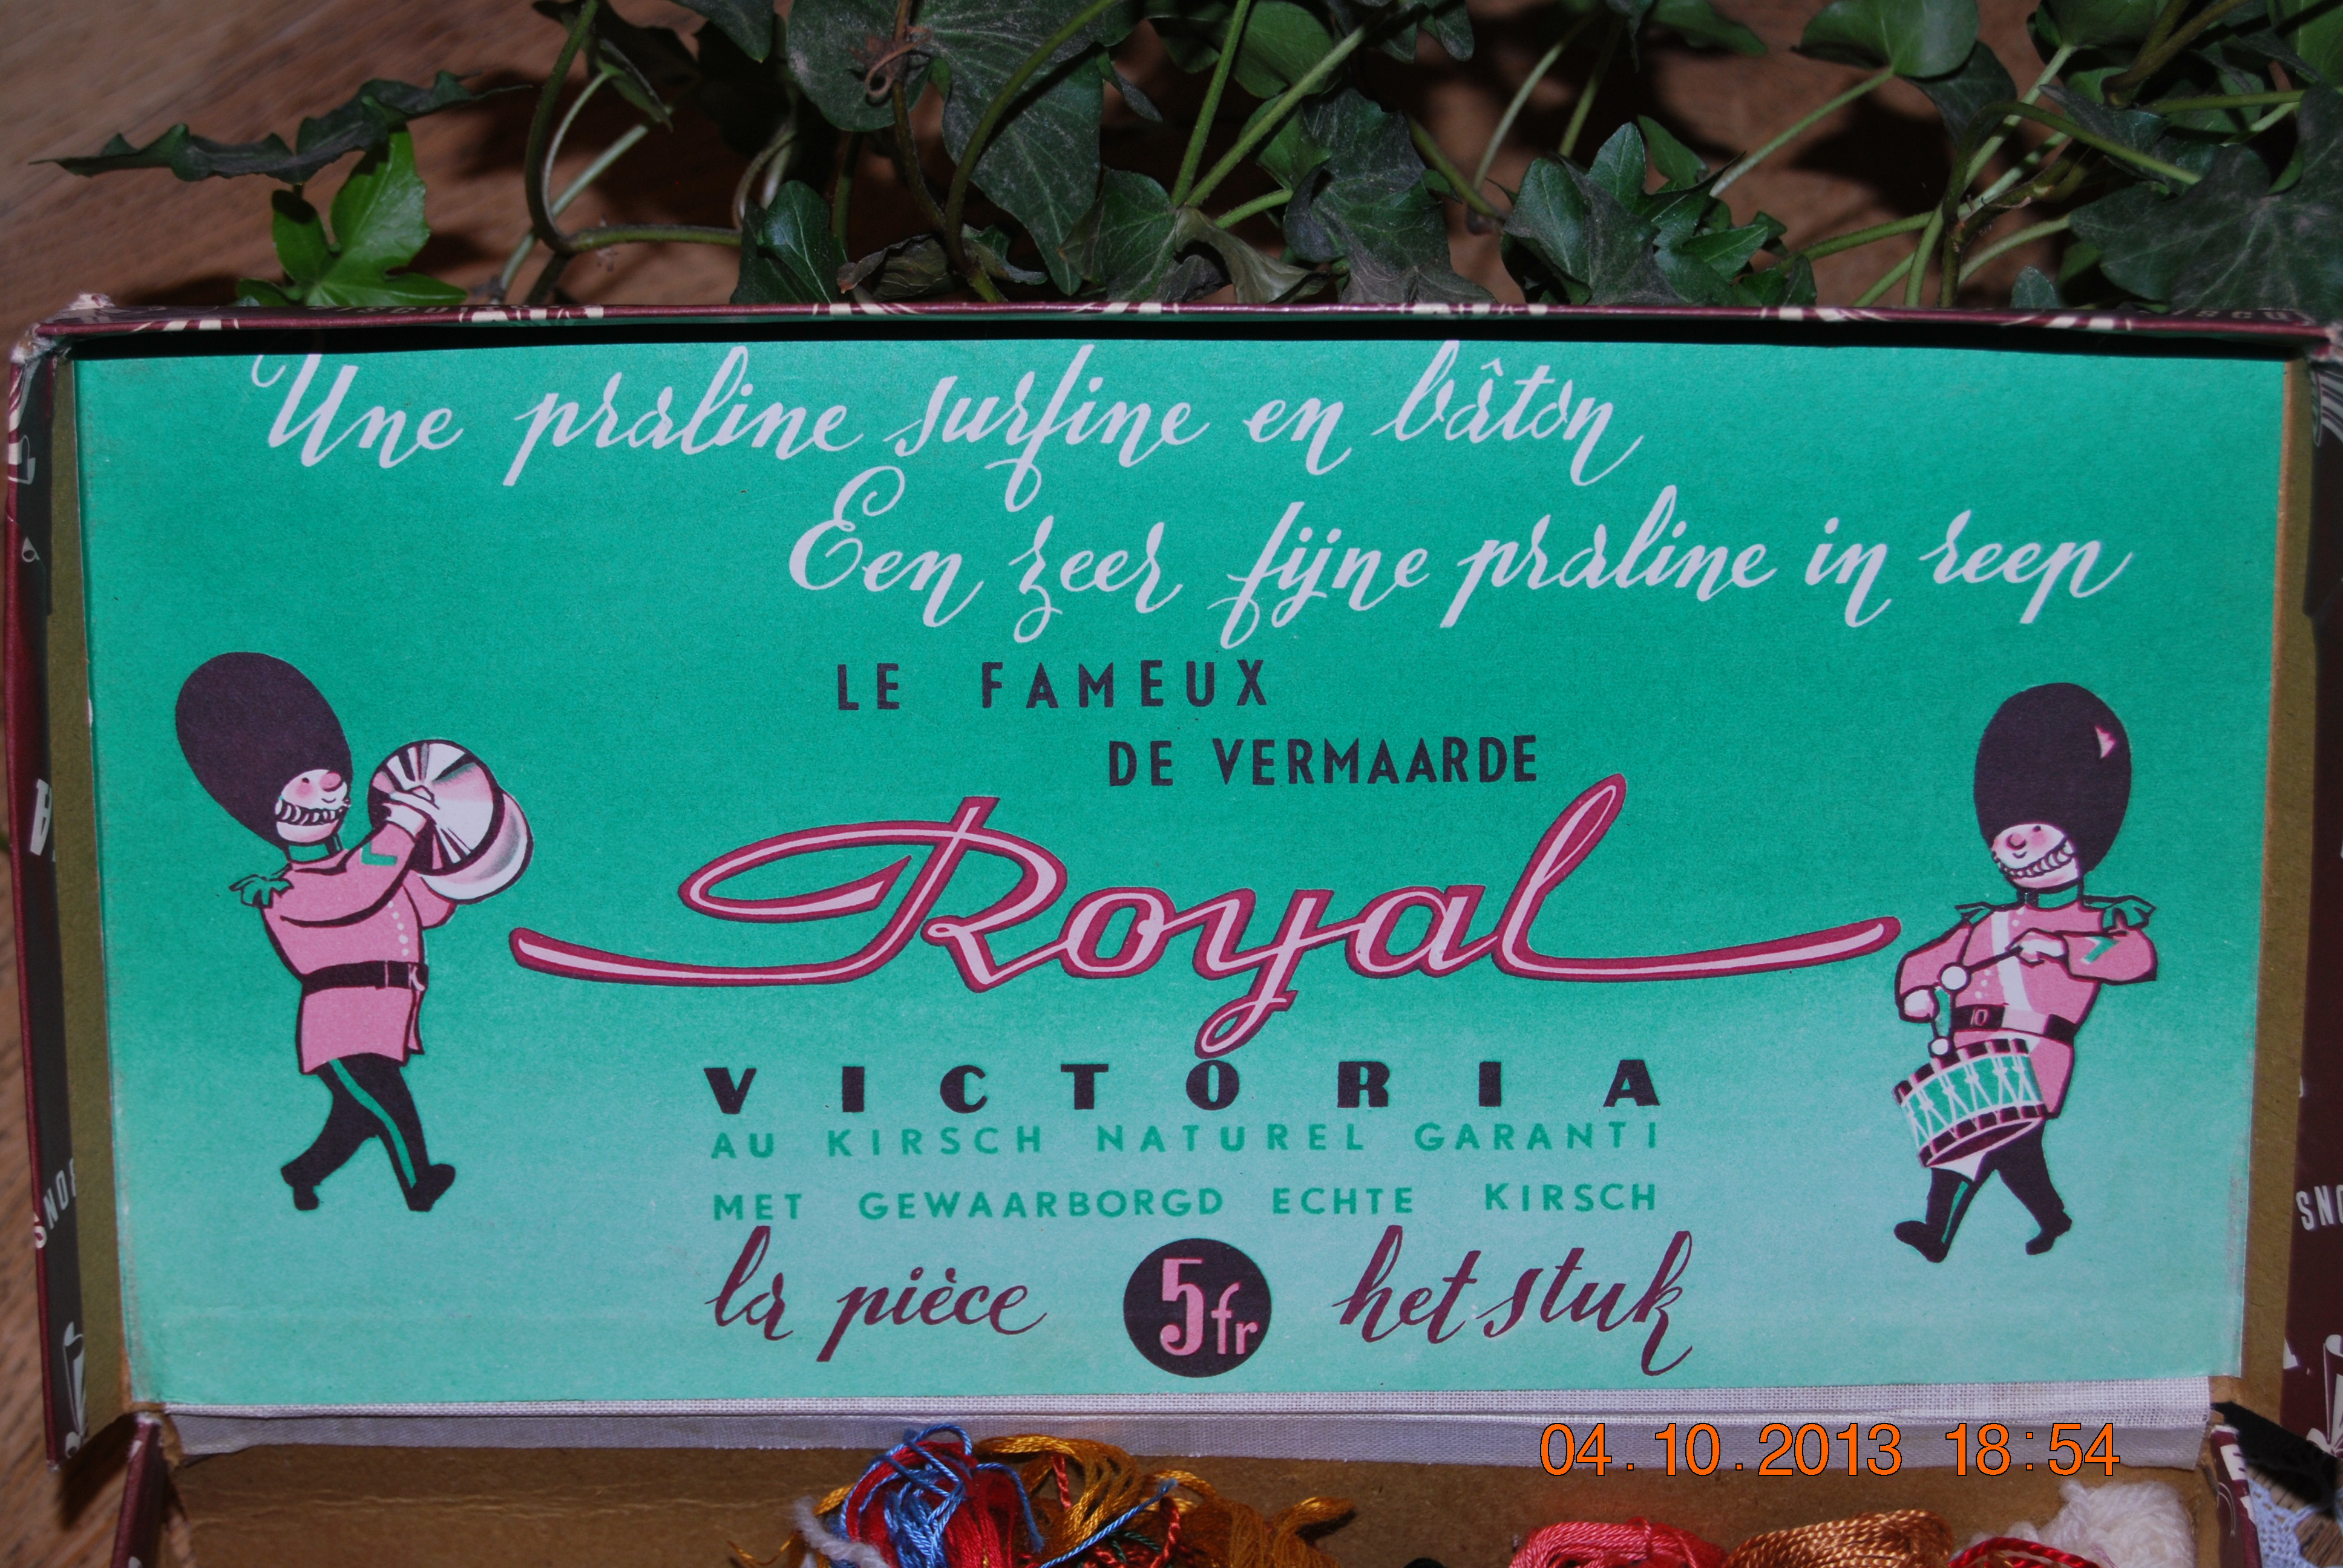 Une praline surfine en bâton
Een zeer fijne praline in reep
LE FAMEUX
DE VERMAARDE
Royal
VICTORIA
AU KIRSCH NATUREL GARANTI
MET GEWAARBORGD ECHTE KIRSCH
la pièce 5fr het stuk
04.10.2013 18:54